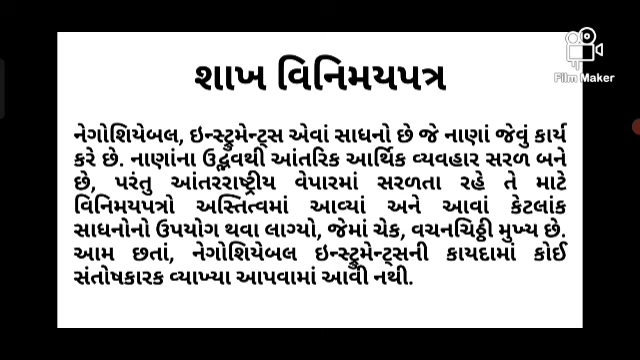 શાખ વિનિમયપત્ર
Film Maker
નેગોશિયેબલ, ઇન્સ્ટ્રુમેન્ટ્સ એવાં સાધનો છે જે નાણાં જેવું કાર્ય
કરે છે. નાણાંના ઉદ્ભવથી આંતરિક આર્થિક વ્યવહાર સરળ બને
છે, પરંતુ આંતરરાષ્ટ્રીય વેપારમાં સરળતા રહે તે માટે
વિનિમયપત્રો અસ્તિત્વમાં આવ્યાં અને આવાં કેટલાંક
સાધનોનો ઉપયોગ થવા લાગ્યો, જેમાં ચેક, વચનચિઠ્ઠી મુખ્ય છે.
આમ છતાં, નેગોશિયેબલ ઇન્સ્ટ્રુમેન્ટ્સની કાયદામાં કોઈ
સંતોષકારક વ્યાખ્યા આપવામાં આવી નથી.